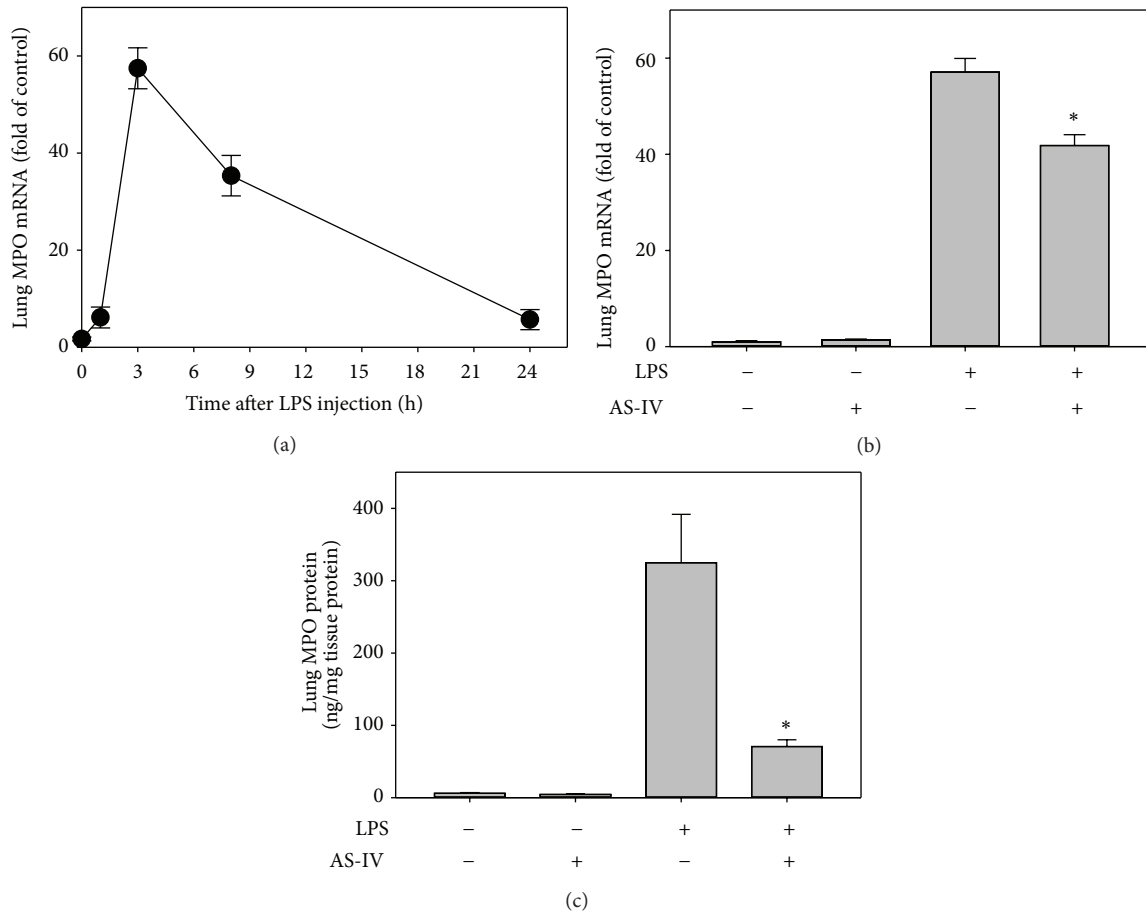 Lung MPO mRNA (fold of control)
60
40
20
0
0 3 6 9 12 15 18 21 24
Time after LPS injection (h)
(a)
Lung MPO mRNA (fold of control)
60
40
20
0
*
LPS − − + +
AS-IV − + − +
(b)
Lung MPO protein
(ng/mg tissue protein)
400
300
200
100
0
*
LPS − − + +
AS-IV − + − +
(c)